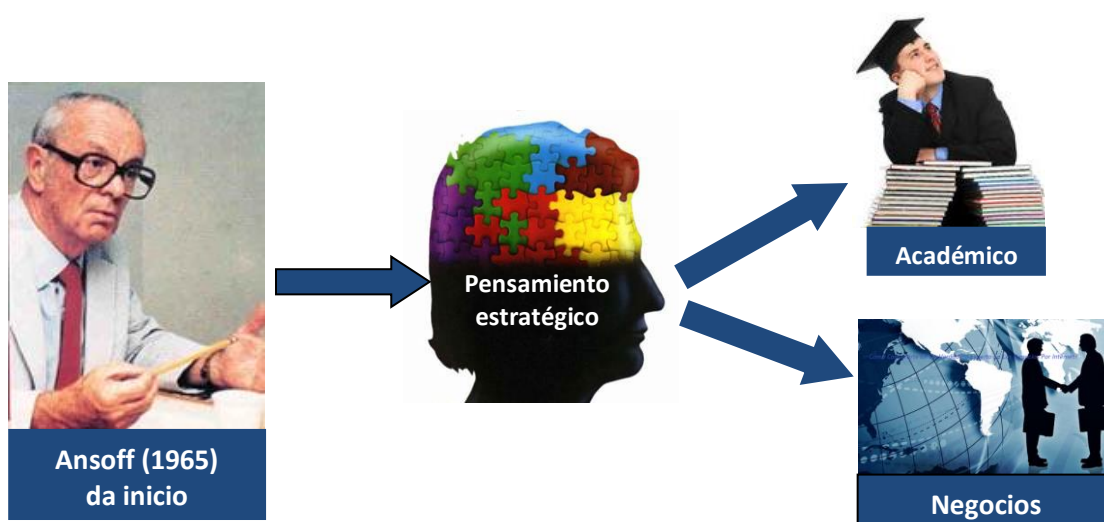 Ansoff (1965)
da inicio
Pensamiento
estratégico
Académico
Negocios